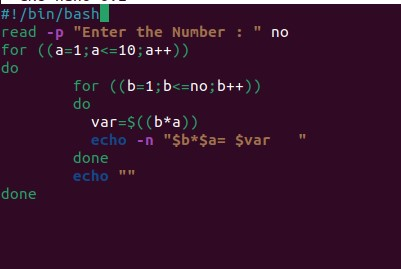 #!/bin/bash
read -p "Enter the Number : " no
for ((a=1;a<=10;a++))
do
        for ((b=1;b<=no;b++))
        do
          var=$((b*a))
          echo -n "$b*$a= $var   "
        done
        echo ""
done